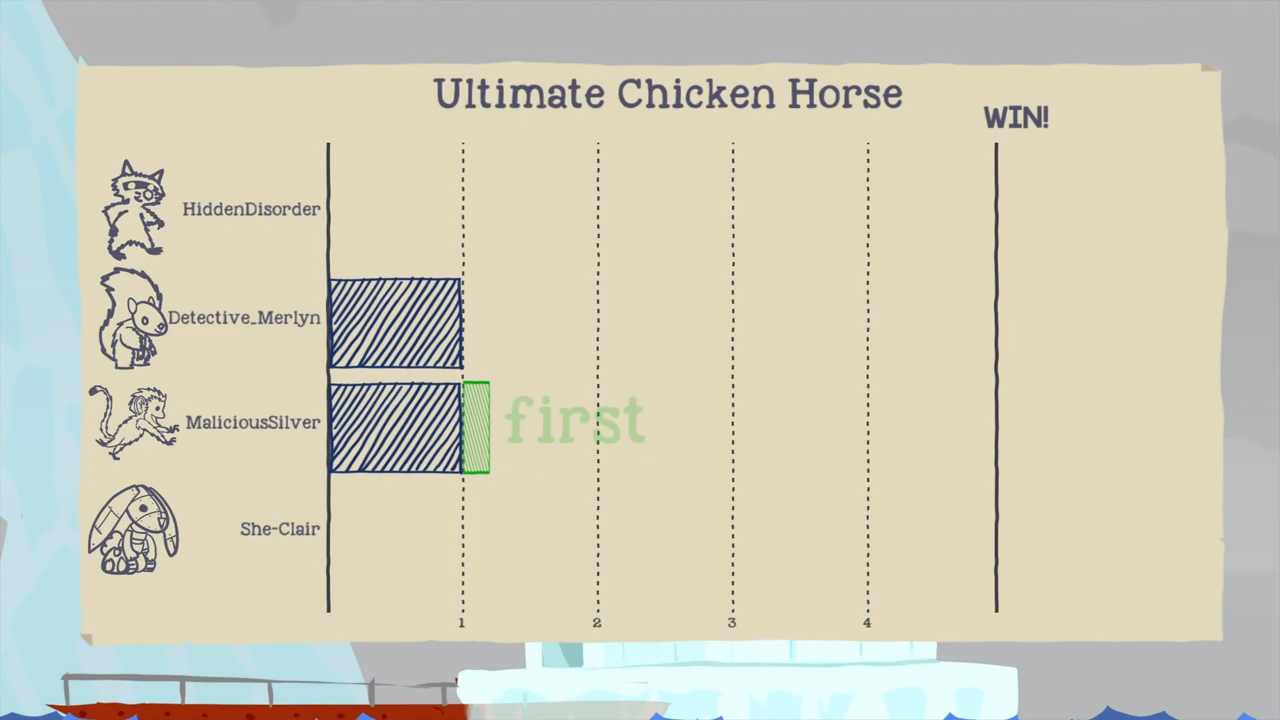 Ultimate Chicken Horse
WIN!
HiddenDisorder
Detective_Merlyn
MaliciousSilver
first
She-Clair
1 2 3 4